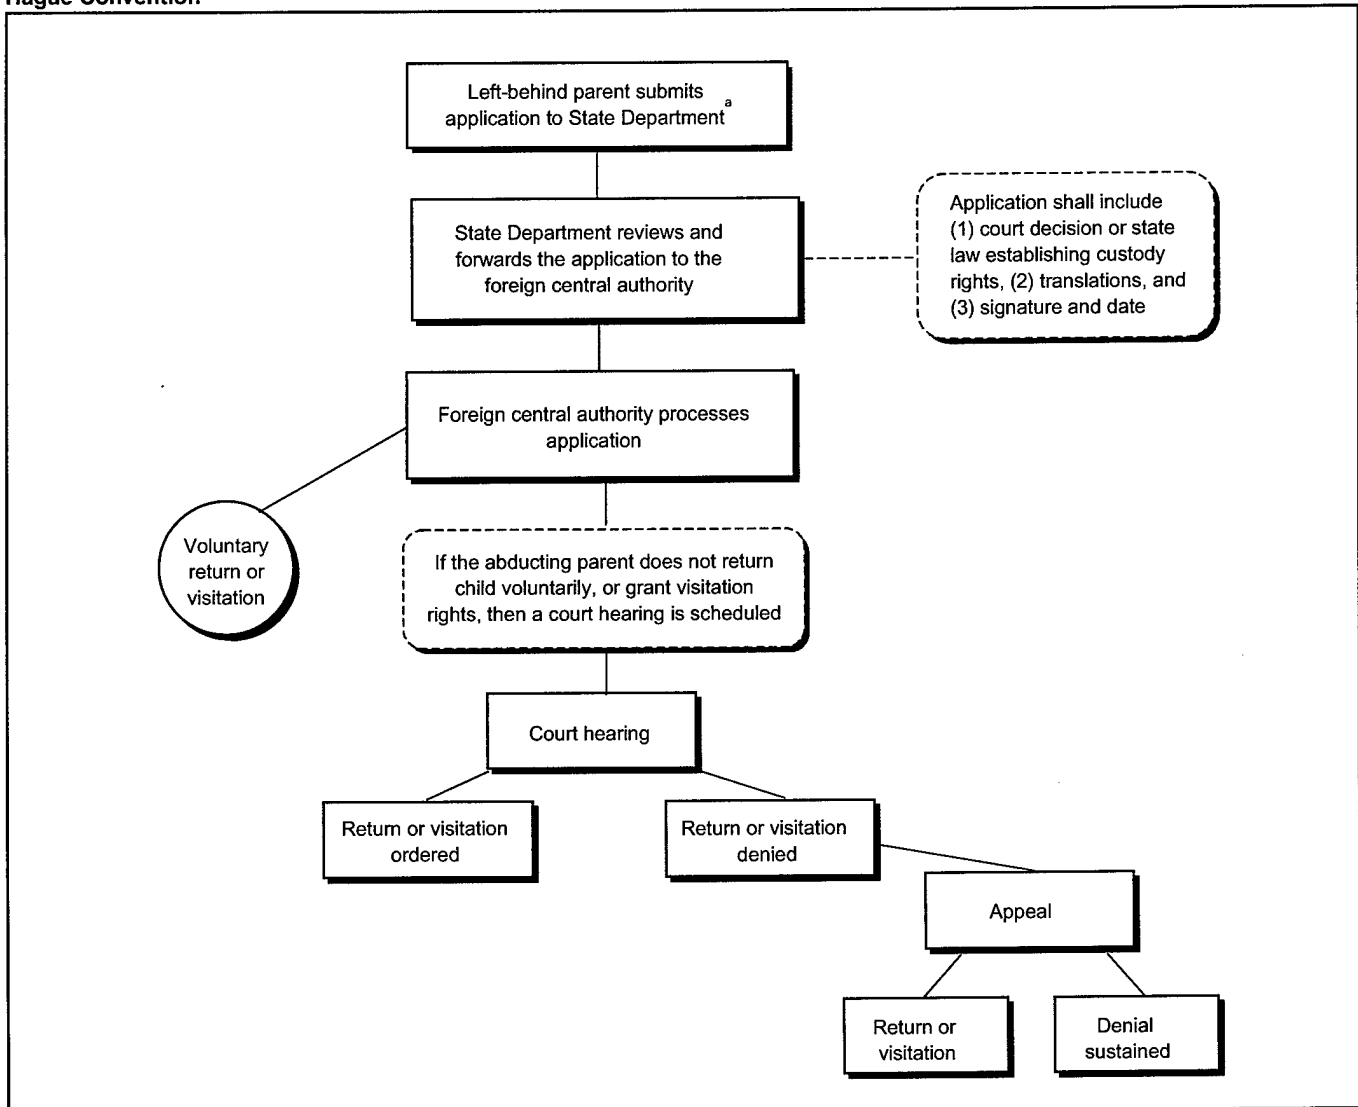 Hague Convention
Left-behind parent submits
application to State Department a
State Department reviews and
forwards the application to the
foreign central authority
Application shall include
(1) court decision or state
law establishing custody
rights, (2) translations, and
(3) signature and date
Foreign central authority processes
application
Voluntary
return or
visitation
If the abducting parent does not return
child voluntarily, or grant visitation
rights, then a court hearing is scheduled
Court hearing
Return or visitation
ordered
Return or visitation
denied
Appeal
Return or
visitation
Denial
sustained